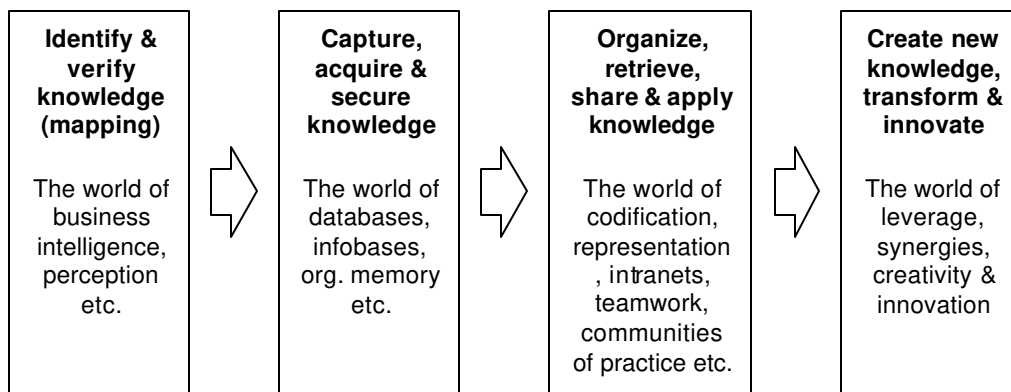 Identify &
verify
knowledge
(mapping)
The world of
business
intelligence,
perception
etc.
Capture,
acquire &
secure
knowledge
The world of
databases,
infobases,
org. memory
etc.
Organize,
retrieve,
share & apply
knowledge
The world of
codification,
representation
, intranets,
teamwork,
communities
of practice etc.
Create new
knowledge,
transform &
innovate
The world of
leverage,
synergies,
creativity &
innovation